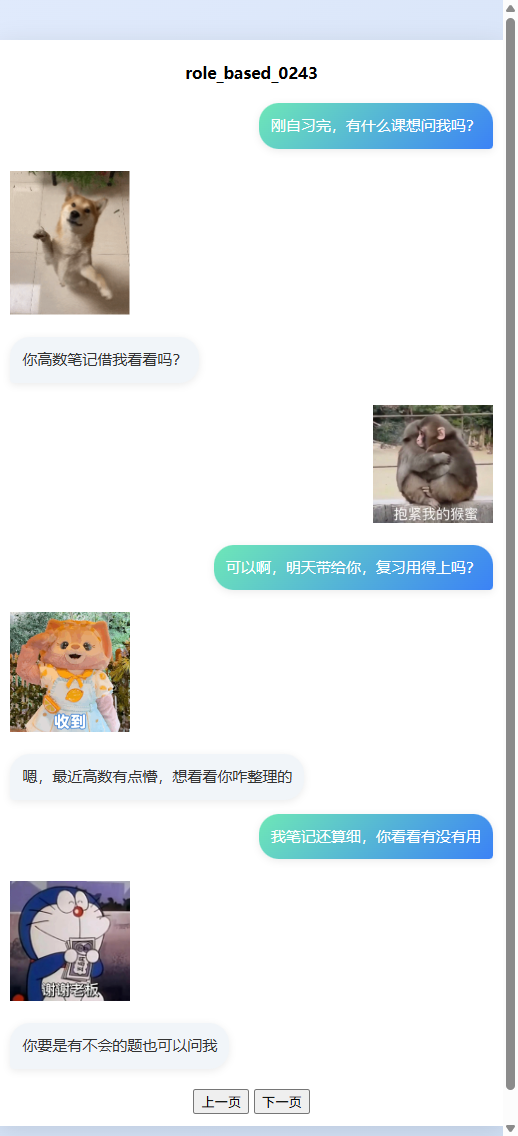 role_based_0243
刚自习完，有什么课想问我吗？
你高数笔记借我看看吗？
抱紧我的猴蜜
可以啊，明天带给你，复习用得上吗？
收到
嗯，最近高数有点懵，想看看你咋整理的
我笔记还算细，你看看有没有用
谢谢老板
你要是有不会的题也可以问我
上一页 下一页